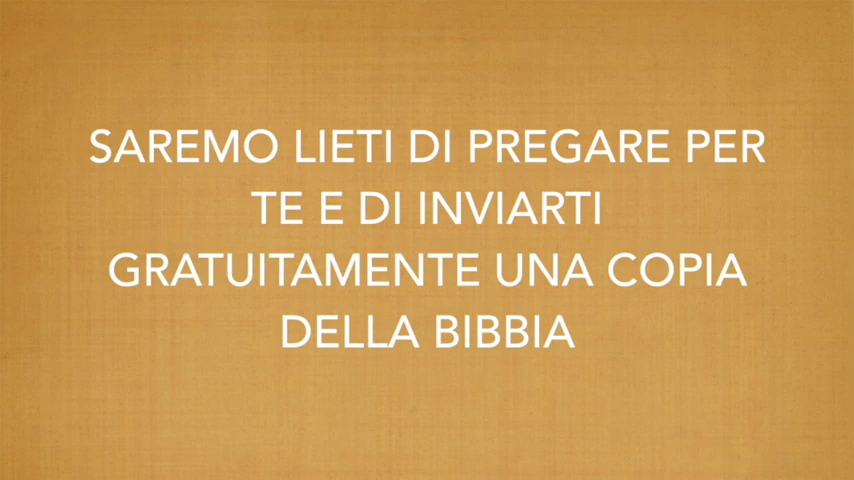 SAREMO LIETI DI PREGARE PER
TE E DI INVIARTI
GRATUITAMENTE UNA COPIA
DELLA BIBBIA